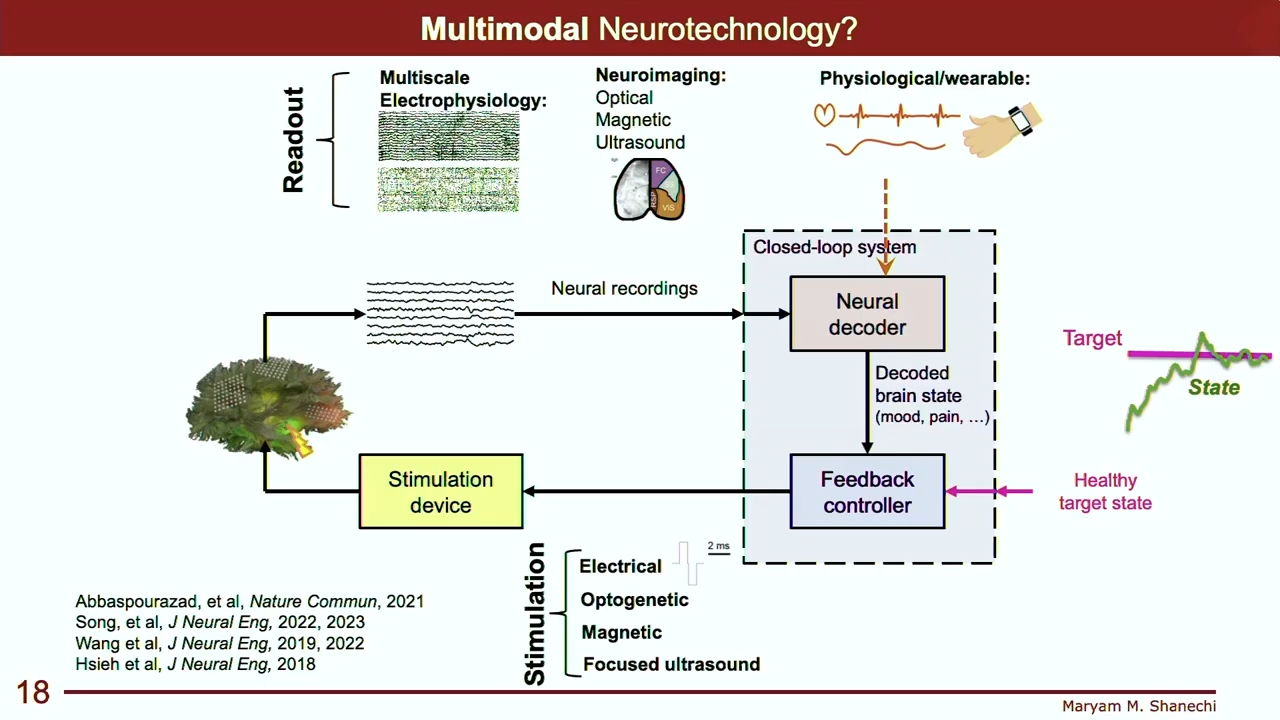 Multimodal Neurotechnology?
Readout
Multiscale
Electrophysiology:
Neuroimaging:
Optical
Magnetic
Ultrasound
FC
RSP
VIS
Physiological/wearable:
Closed-loop system
Neural recordings
Neural
decoder
Decoded
brain state
(mood, pain, …)
Target
State
Stimulation
device
Feedback
controller
Healthy
target state
Stimulation
Electrical
2 ms
Optogenetic
Magnetic
Focused ultrasound
Abbaspourazad, et al, Nature Commun, 2021
Song, et al, J Neural Eng, 2022, 2023
Wang et al, J Neural Eng, 2019, 2022
Hsieh et al, J Neural Eng, 2018
18
Maryam M. Shanechi